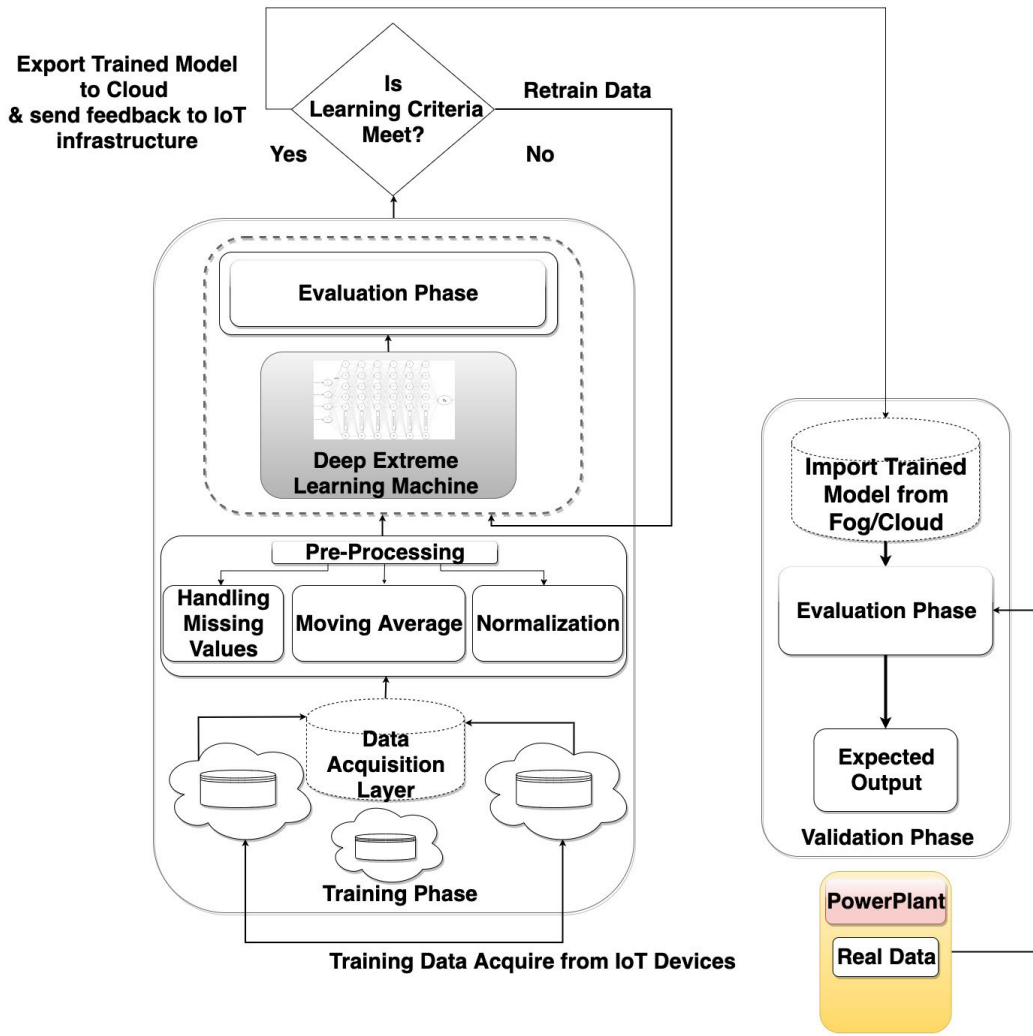 Export Trained Model
to Cloud
& send feedback to IoT
infrastructure
Is
Learning Criteria
Meet?
Retrain Data
Yes
No
Evaluation Phase
Deep Extreme
Learning Machine
Pre-Processing
Handling
Missing
Values
Moving Average
Normalization
Data
Acquisition
Layer
Training Phase
Training Data Acquire from IoT Devices
Import Trained
Model from
Fog/Cloud
Evaluation Phase
Expected
Output
Validation Phase
PowerPlant
Real Data